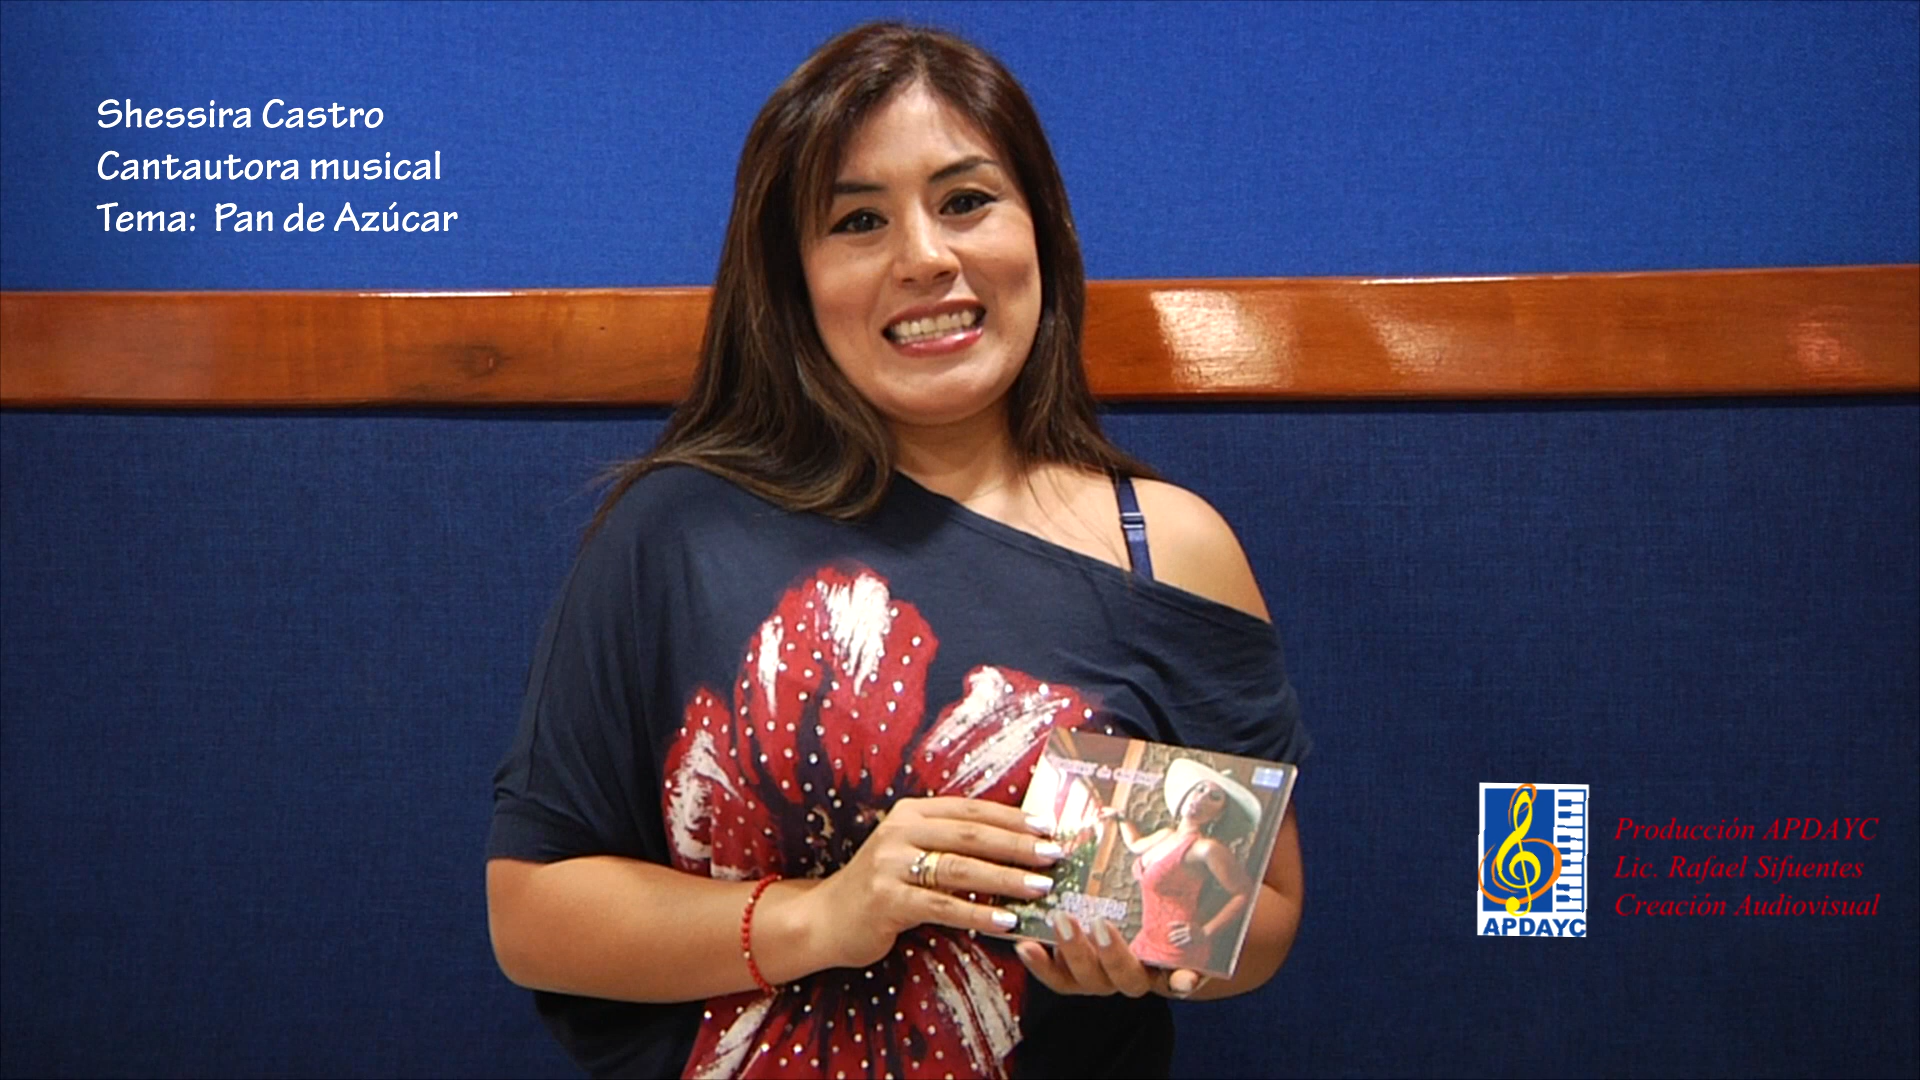 Shessira Castro
Cantautora musical
Tema: Pan de Azúcar
Producción APDAYC
Lic. Rafael Sifuentes
Creación Audiovisual
APDAYC